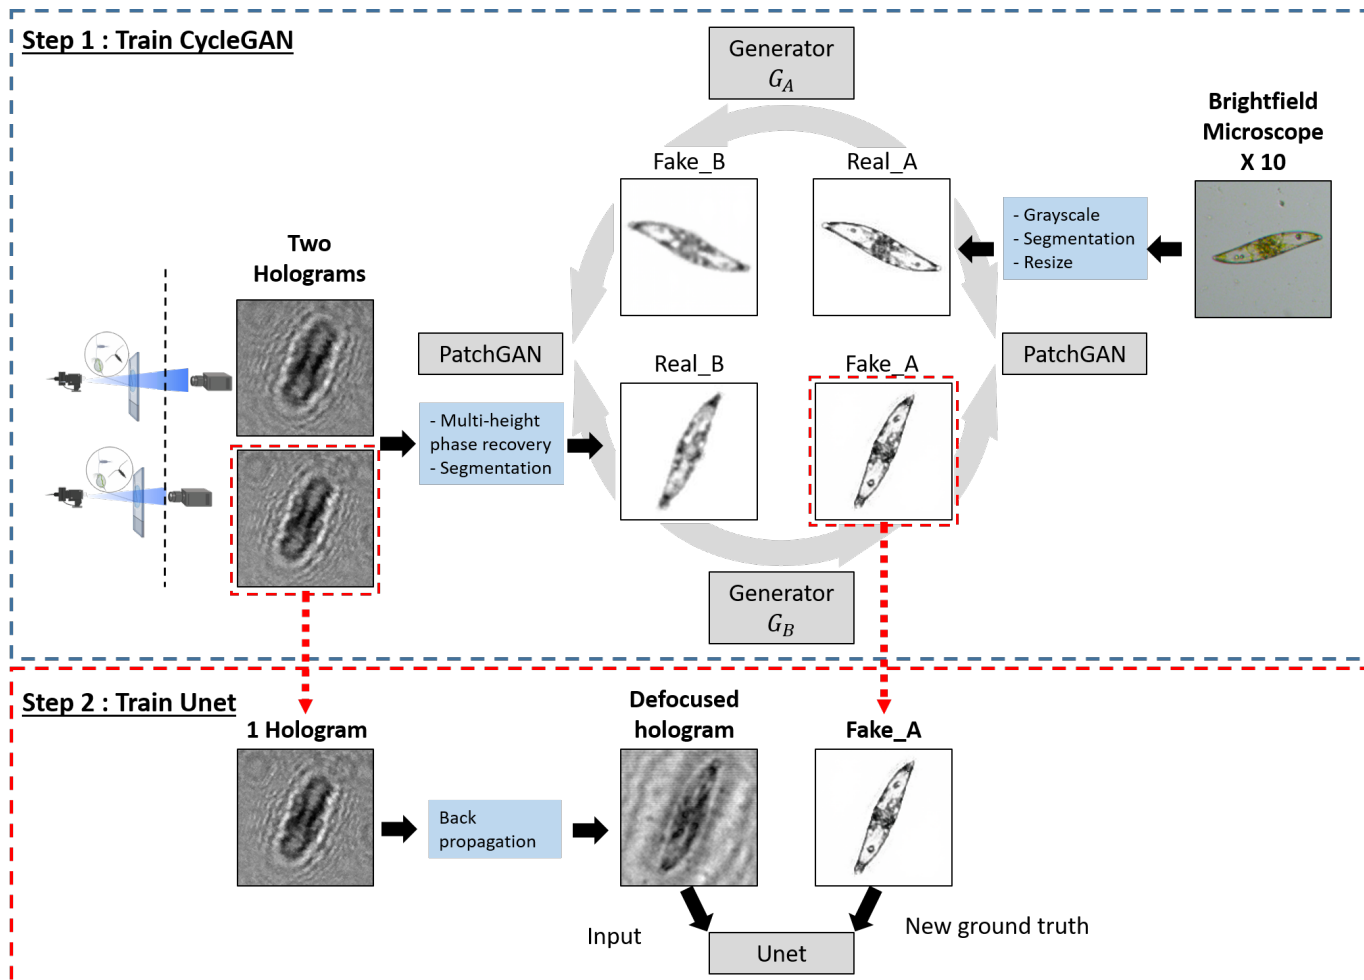 Step 1 : Train CycleGAN
Generator
G_A
Brightfield
Microscope
X 10
Fake_B
Real_A
- Grayscale
- Segmentation
- Resize
Two
Holograms
PatchGAN
PatchGAN
Real_B
Fake_A
- Multi-height
phase recovery
- Segmentation
Generator
G_B
Step 2 : Train Unet
1 Hologram
Defocused
hologram
Fake_A
Back
propagation
Input
New ground truth
Unet